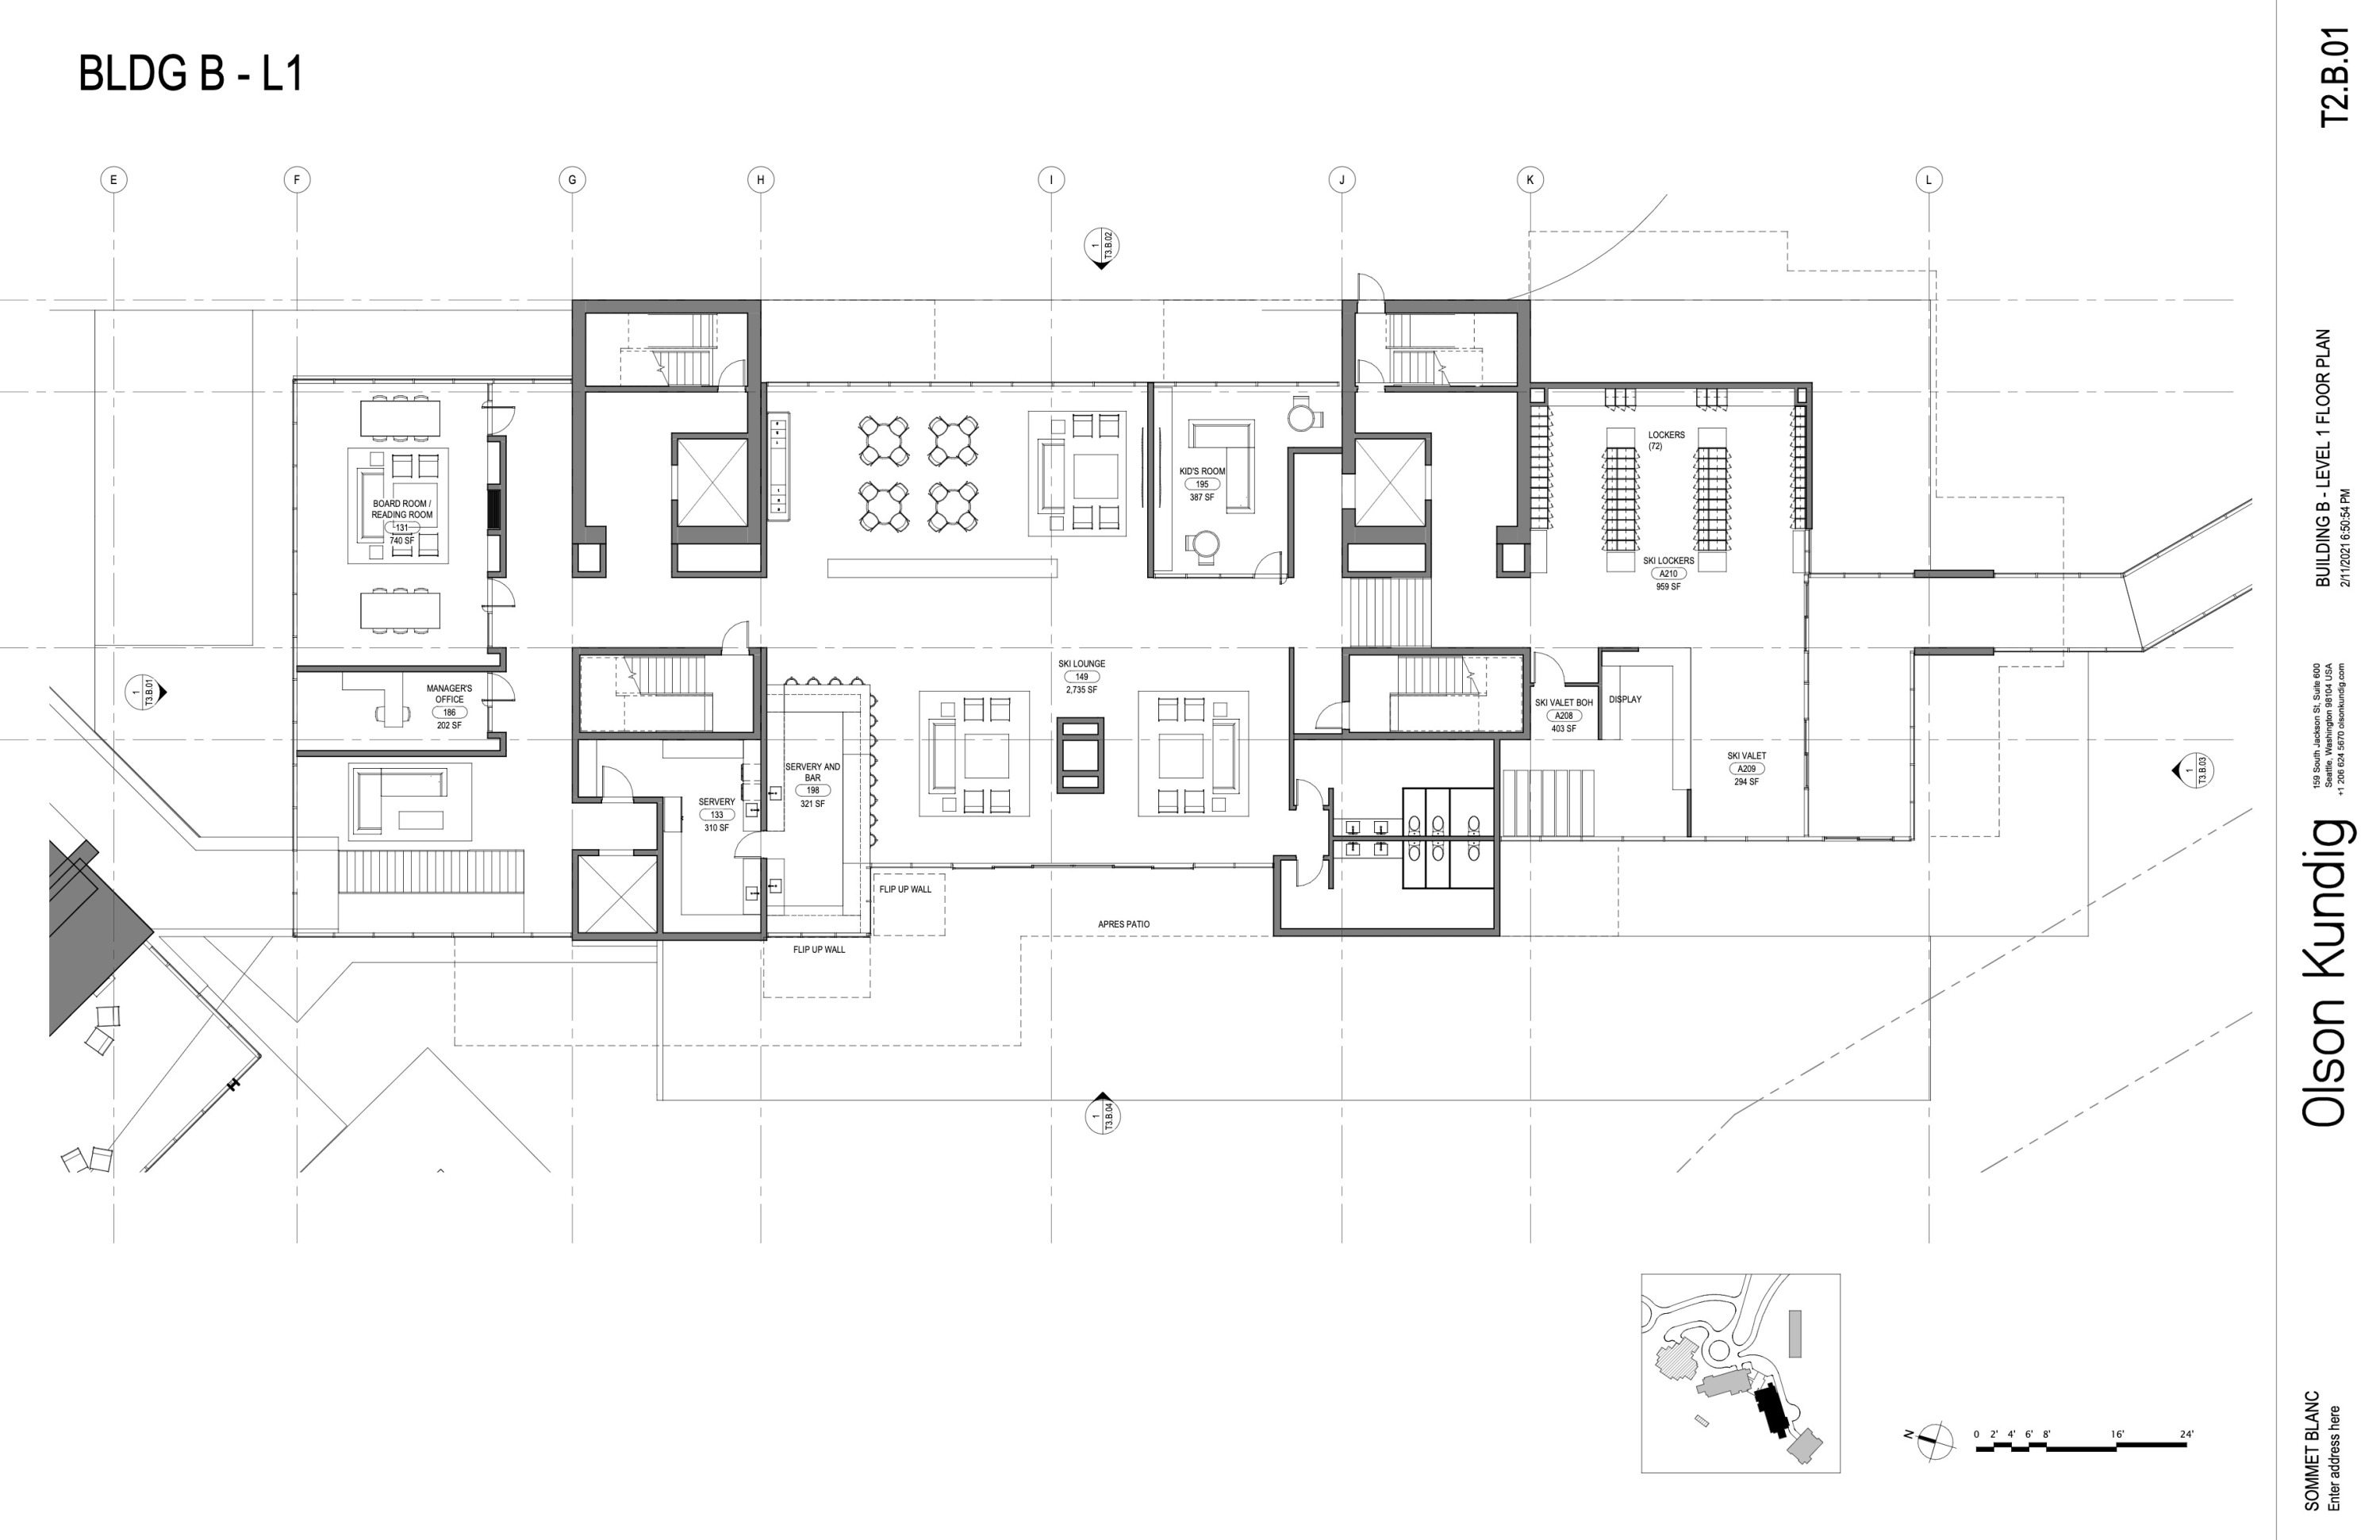 BLDG B - L1
T2.B.01
E
F
G
H
I
J
K
L
1
T3.B.02
BUILDING B - LEVEL 1 FLOOR PLAN
2/11/2021 6:50:54 PM
LOCKERS
(72)
KID'S ROOM
195
387 SF
BOARD ROOM /
READING ROOM
131
740 SF
SKI LOCKERS
A210
959 SF
SKI LOUNGE
149
2,735 SF
1
T3.B.01
MANAGER'S
OFFICE
186
202 SF
SKI VALET BOH
A208
403 SF
DISPLAY
SKI VALET
A209
294 SF
1
T3.B.03
SERVERY AND
BAR
198
321 SF
SERVERY
133
310 SF
FLIP UP WALL
APRES PATIO
FLIP UP WALL
1
T3.B.04
159 South Jackson St, Suite 600
Seattle, Washington 98104 USA
+1 206 624 5670 olsonkundig.com
Olson Kundig
N
0 2' 4' 6' 8' 16' 24'
SOMMET BLANC
Enter address here